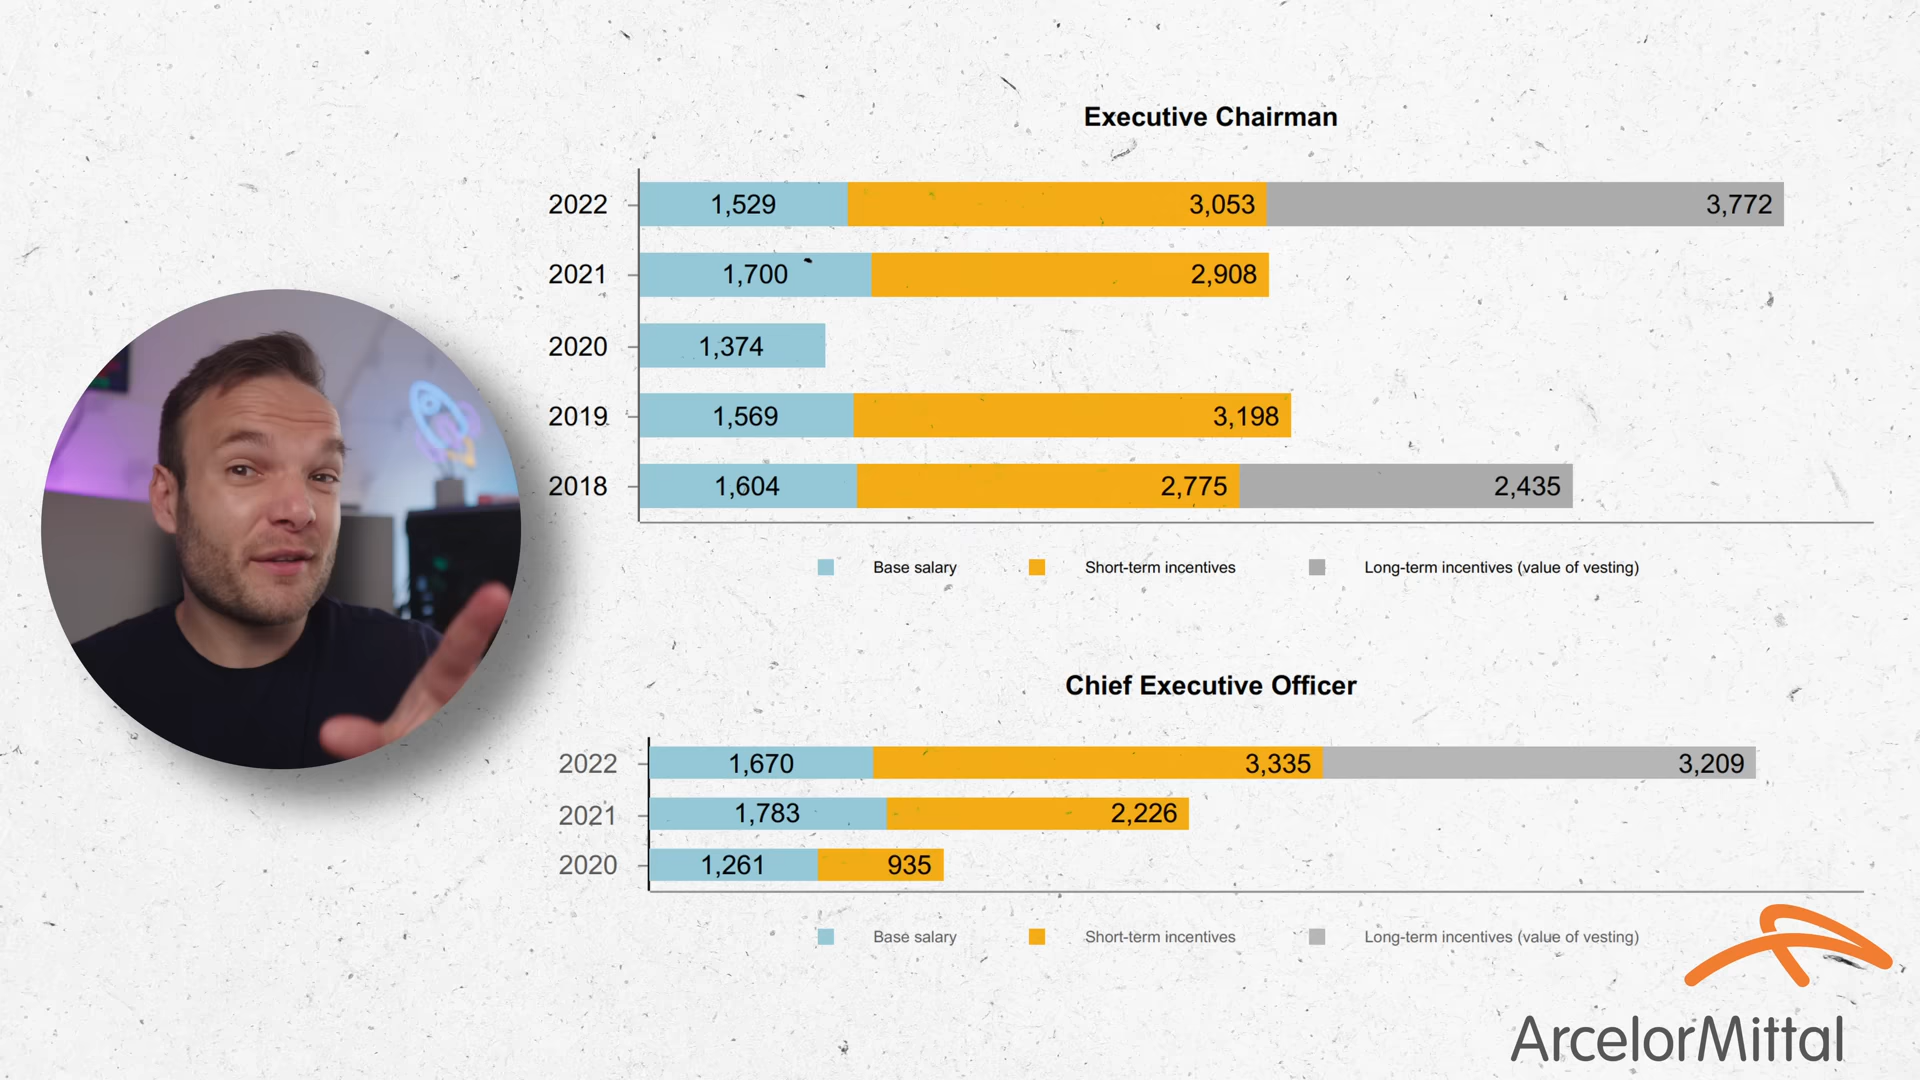 Executive Chairman
2022 1,529 3,053 3,772
2021 1,700 2,908
2020 1,374
2019 1,569 3,198
2018 1,604 2,775 2,435
Base salary Short-term incentives Long-term incentives (value of vesting)
Chief Executive Officer
2022 1,670 3,335 3,209
2021 1,783 2,226
2020 1,261 935
Base salary Short-term incentives Long-term incentives (value of vesting)
ArcelorMittal